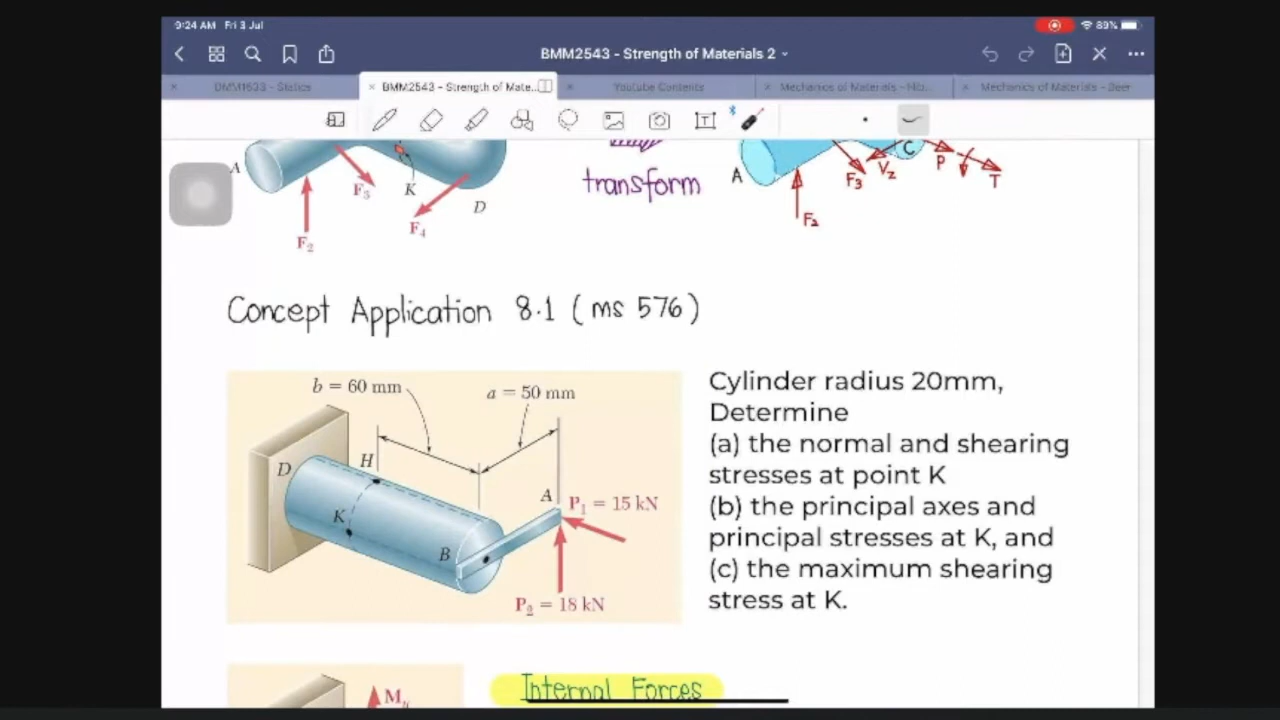 9:24 AM Fri 3 Jul
89%
BMM2543 - Strength of Materials 2
BMM2543 - Strength of Mate...
YouTube Contents
Mechanics of Materials - Beer
T
transform
A
F₂
F₃
K
F₄
D
A
F₂
F₃
V₂
C
P
T
Concept Application 8.1 (ms 576)
b = 60 mm
a = 50 mm
D
H
K
B
A
P₁ = 15 kN
P₂ = 18 kN
Cylinder radius 20mm,
Determine
(a) the normal and shearing
stresses at point K
(b) the principal axes and
principal stresses at K, and
(c) the maximum shearing
stress at K.
Internal Forces